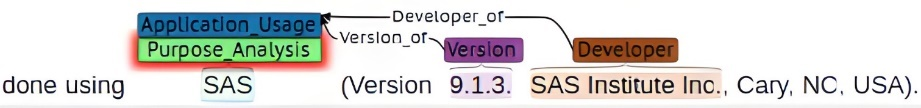 Application_Usage
Developer_of
Version_of
Purpose_Analysis
Version
Developer
done using SAS (Version 9.1.3. SAS Institute Inc., Cary, NC, USA).